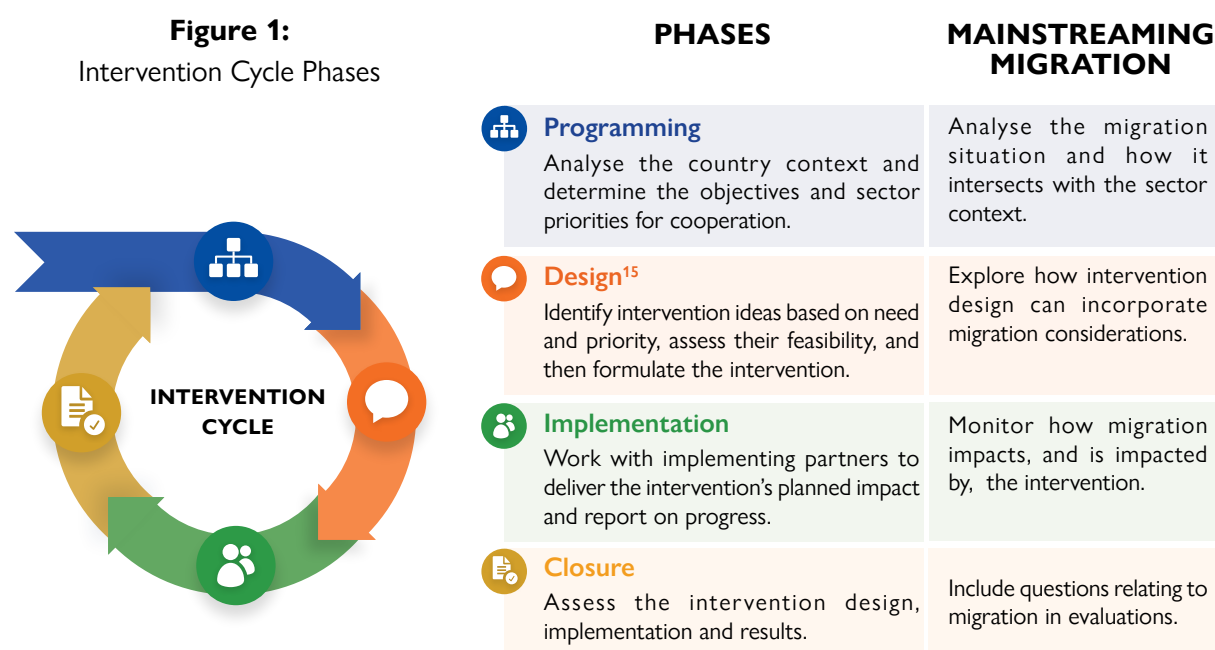 Figure 1:
Intervention Cycle Phases
INTERVENTION
CYCLE
PHASES
MAINSTREAMING
MIGRATION
Programming
Analyse the country context and
determine the objectives and sector
priorities for cooperation.
Analyse the migration
situation and how it
intersects with the sector
context.
Design¹⁵
Identify intervention ideas based on need
and priority, assess their feasibility, and
then formulate the intervention.
Explore how intervention
design can incorporate
migration considerations.
Implementation
Work with implementing partners to
deliver the intervention’s planned impact
and report on progress.
Monitor how migration
impacts, and is impacted
by, the intervention.
Closure
Assess the intervention design,
implementation and results.
Include questions relating to
migration in evaluations.